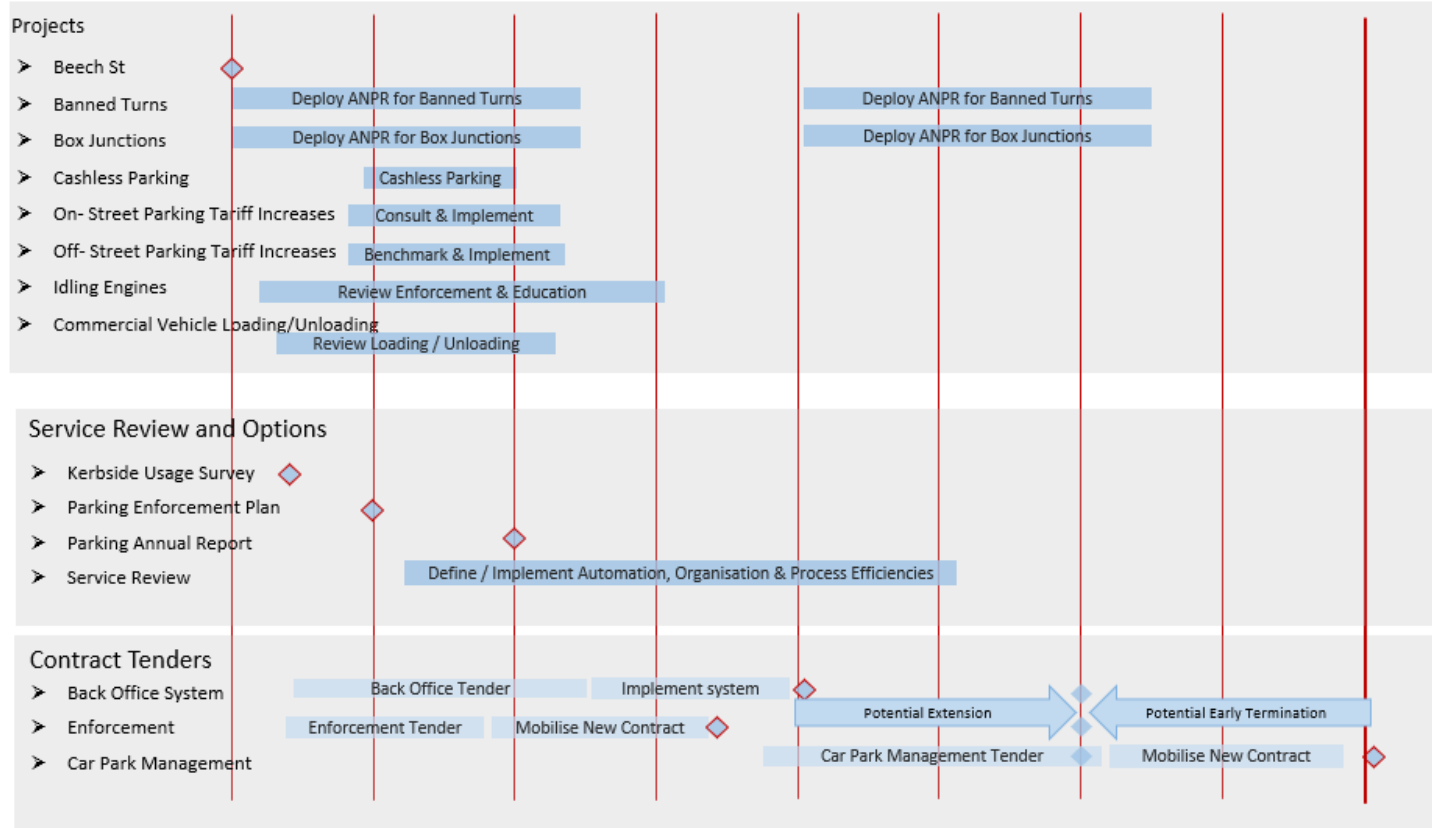 Projects
Beech St
Banned Turns
Deploy ANPR for Banned Turns
Deploy ANPR for Banned Turns
Box Junctions
Deploy ANPR for Box Junctions
Deploy ANPR for Box Junctions
Cashless Parking
Cashless Parking
On- Street Parking Tariff Increases
Consult & Implement
Off- Street Parking Tariff Increases
Benchmark & Implement
Idling Engines
Review Enforcement & Education
Commercial Vehicle Loading/Unloading
Review Loading / Unloading
Service Review and Options
Kerbside Usage Survey
Parking Enforcement Plan
Parking Annual Report
Service Review
Define / Implement Automation, Organisation & Process Efficiencies
Contract Tenders
Back Office System
Back Office Tender
Implement system
Potential Extension
Potential Early Termination
Enforcement
Enforcement Tender
Mobilise New Contract
Car Park Management
Car Park Management Tender
Mobilise New Contract